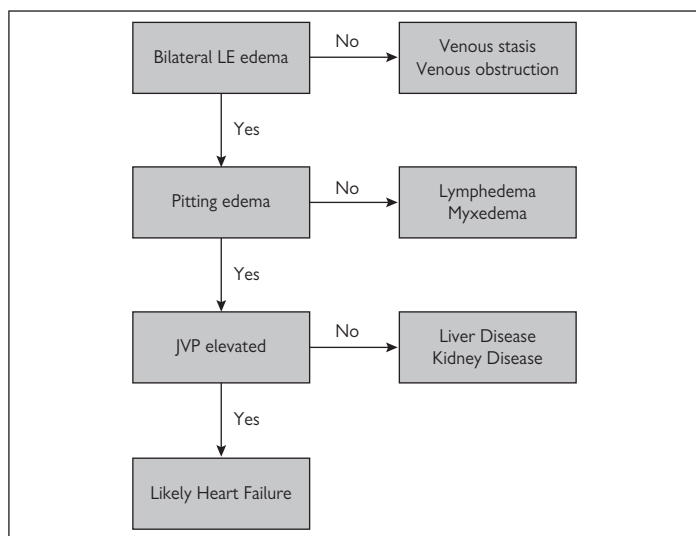 Bilateral LE edema
No
Venous stasis
Venous obstruction
Yes
Pitting edema
No
Lymphedema
Myxedema
Yes
JVP elevated
No
Liver Disease
Kidney Disease
Yes
Likely Heart Failure